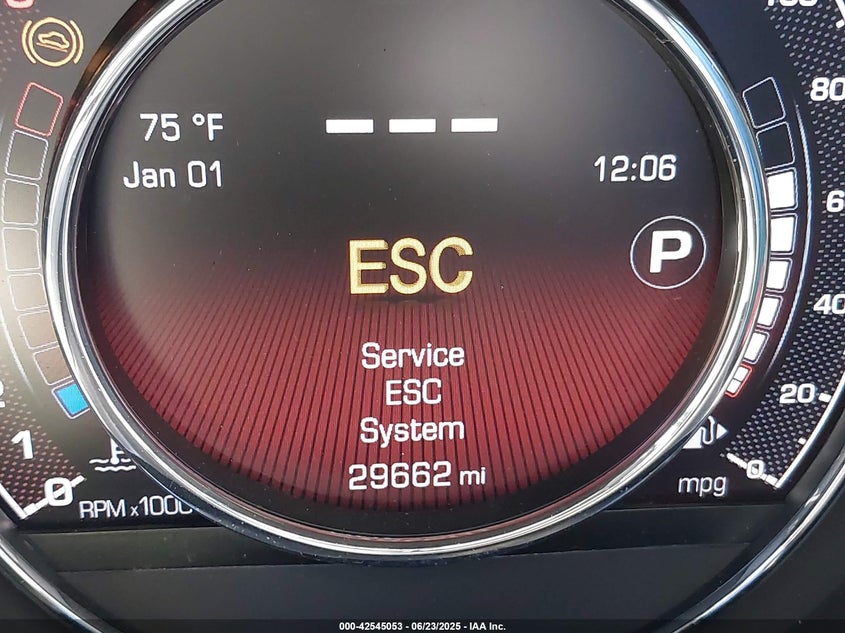 100
80
75 °F
Jan 01
12:06
ESC
P
Service
ESC
System
29662 mi
40
20
0
mpg
1
0
RPM x1000
000-42545053 - 06/23/2025 - IAA Inc.